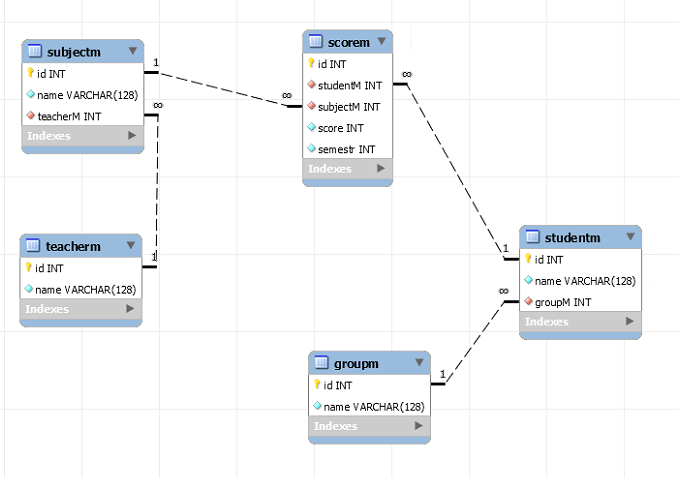 subjectm
id INT
name VARCHAR(128)
teacherM INT
Indexes
1
∞
scorem
id INT
studentM INT
subjectM INT
score INT
semestr INT
Indexes
∞
∞
teacherm
id INT
name VARCHAR(128)
Indexes
1
studentm
id INT
name VARCHAR(128)
groupM INT
Indexes
1
∞
groupm
id INT
name VARCHAR(128)
Indexes
1